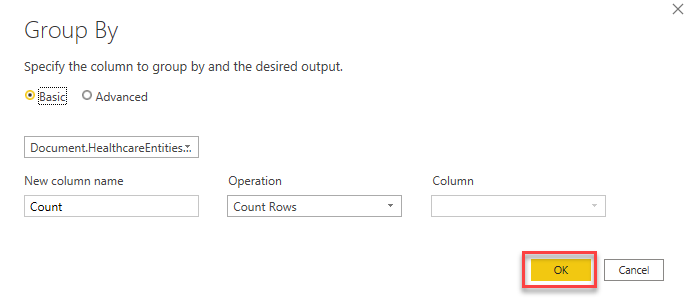 Group By
Specify the column to group by and the desired output.
Basic Advanced
Document.HealthcareEntities...
New column name Operation Column
Count Count Rows
OK Cancel